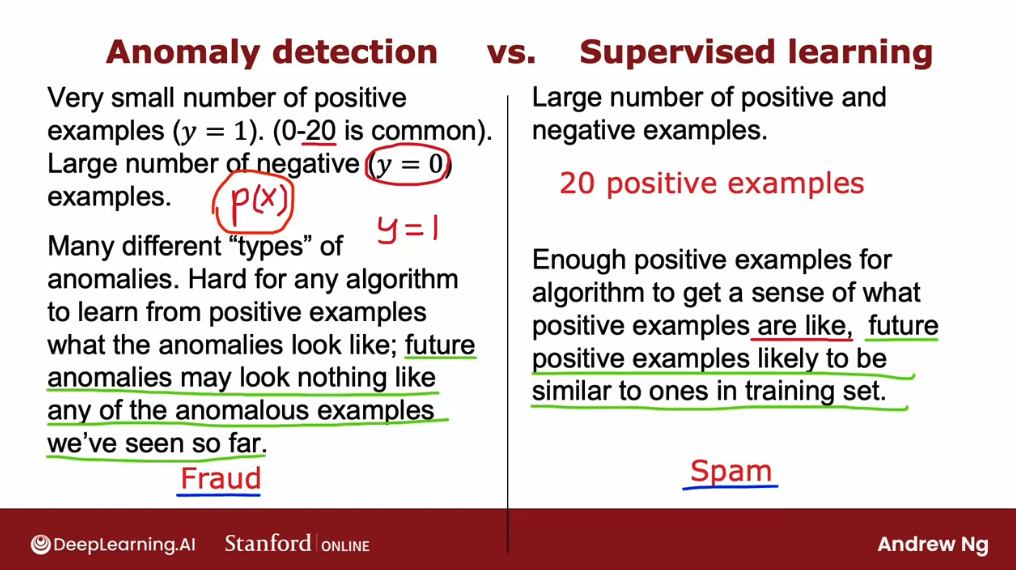 Anomaly detection vs. Supervised learning
Very small number of positive
examples (y = 1). (0-20 is common).
Large number of negative (y = 0)
examples.
p(x)
y=1
Many different “types” of
anomalies. Hard for any algorithm
to learn from positive examples
what the anomalies look like; future
anomalies may look nothing like
any of the anomalous examples
we’ve seen so far.
Fraud
Large number of positive and
negative examples.
20 positive examples
Enough positive examples for
algorithm to get a sense of what
positive examples are like, future
positive examples likely to be
similar to ones in training set.
Spam
DeepLearning.AI Stanford | ONLINE
Andrew Ng